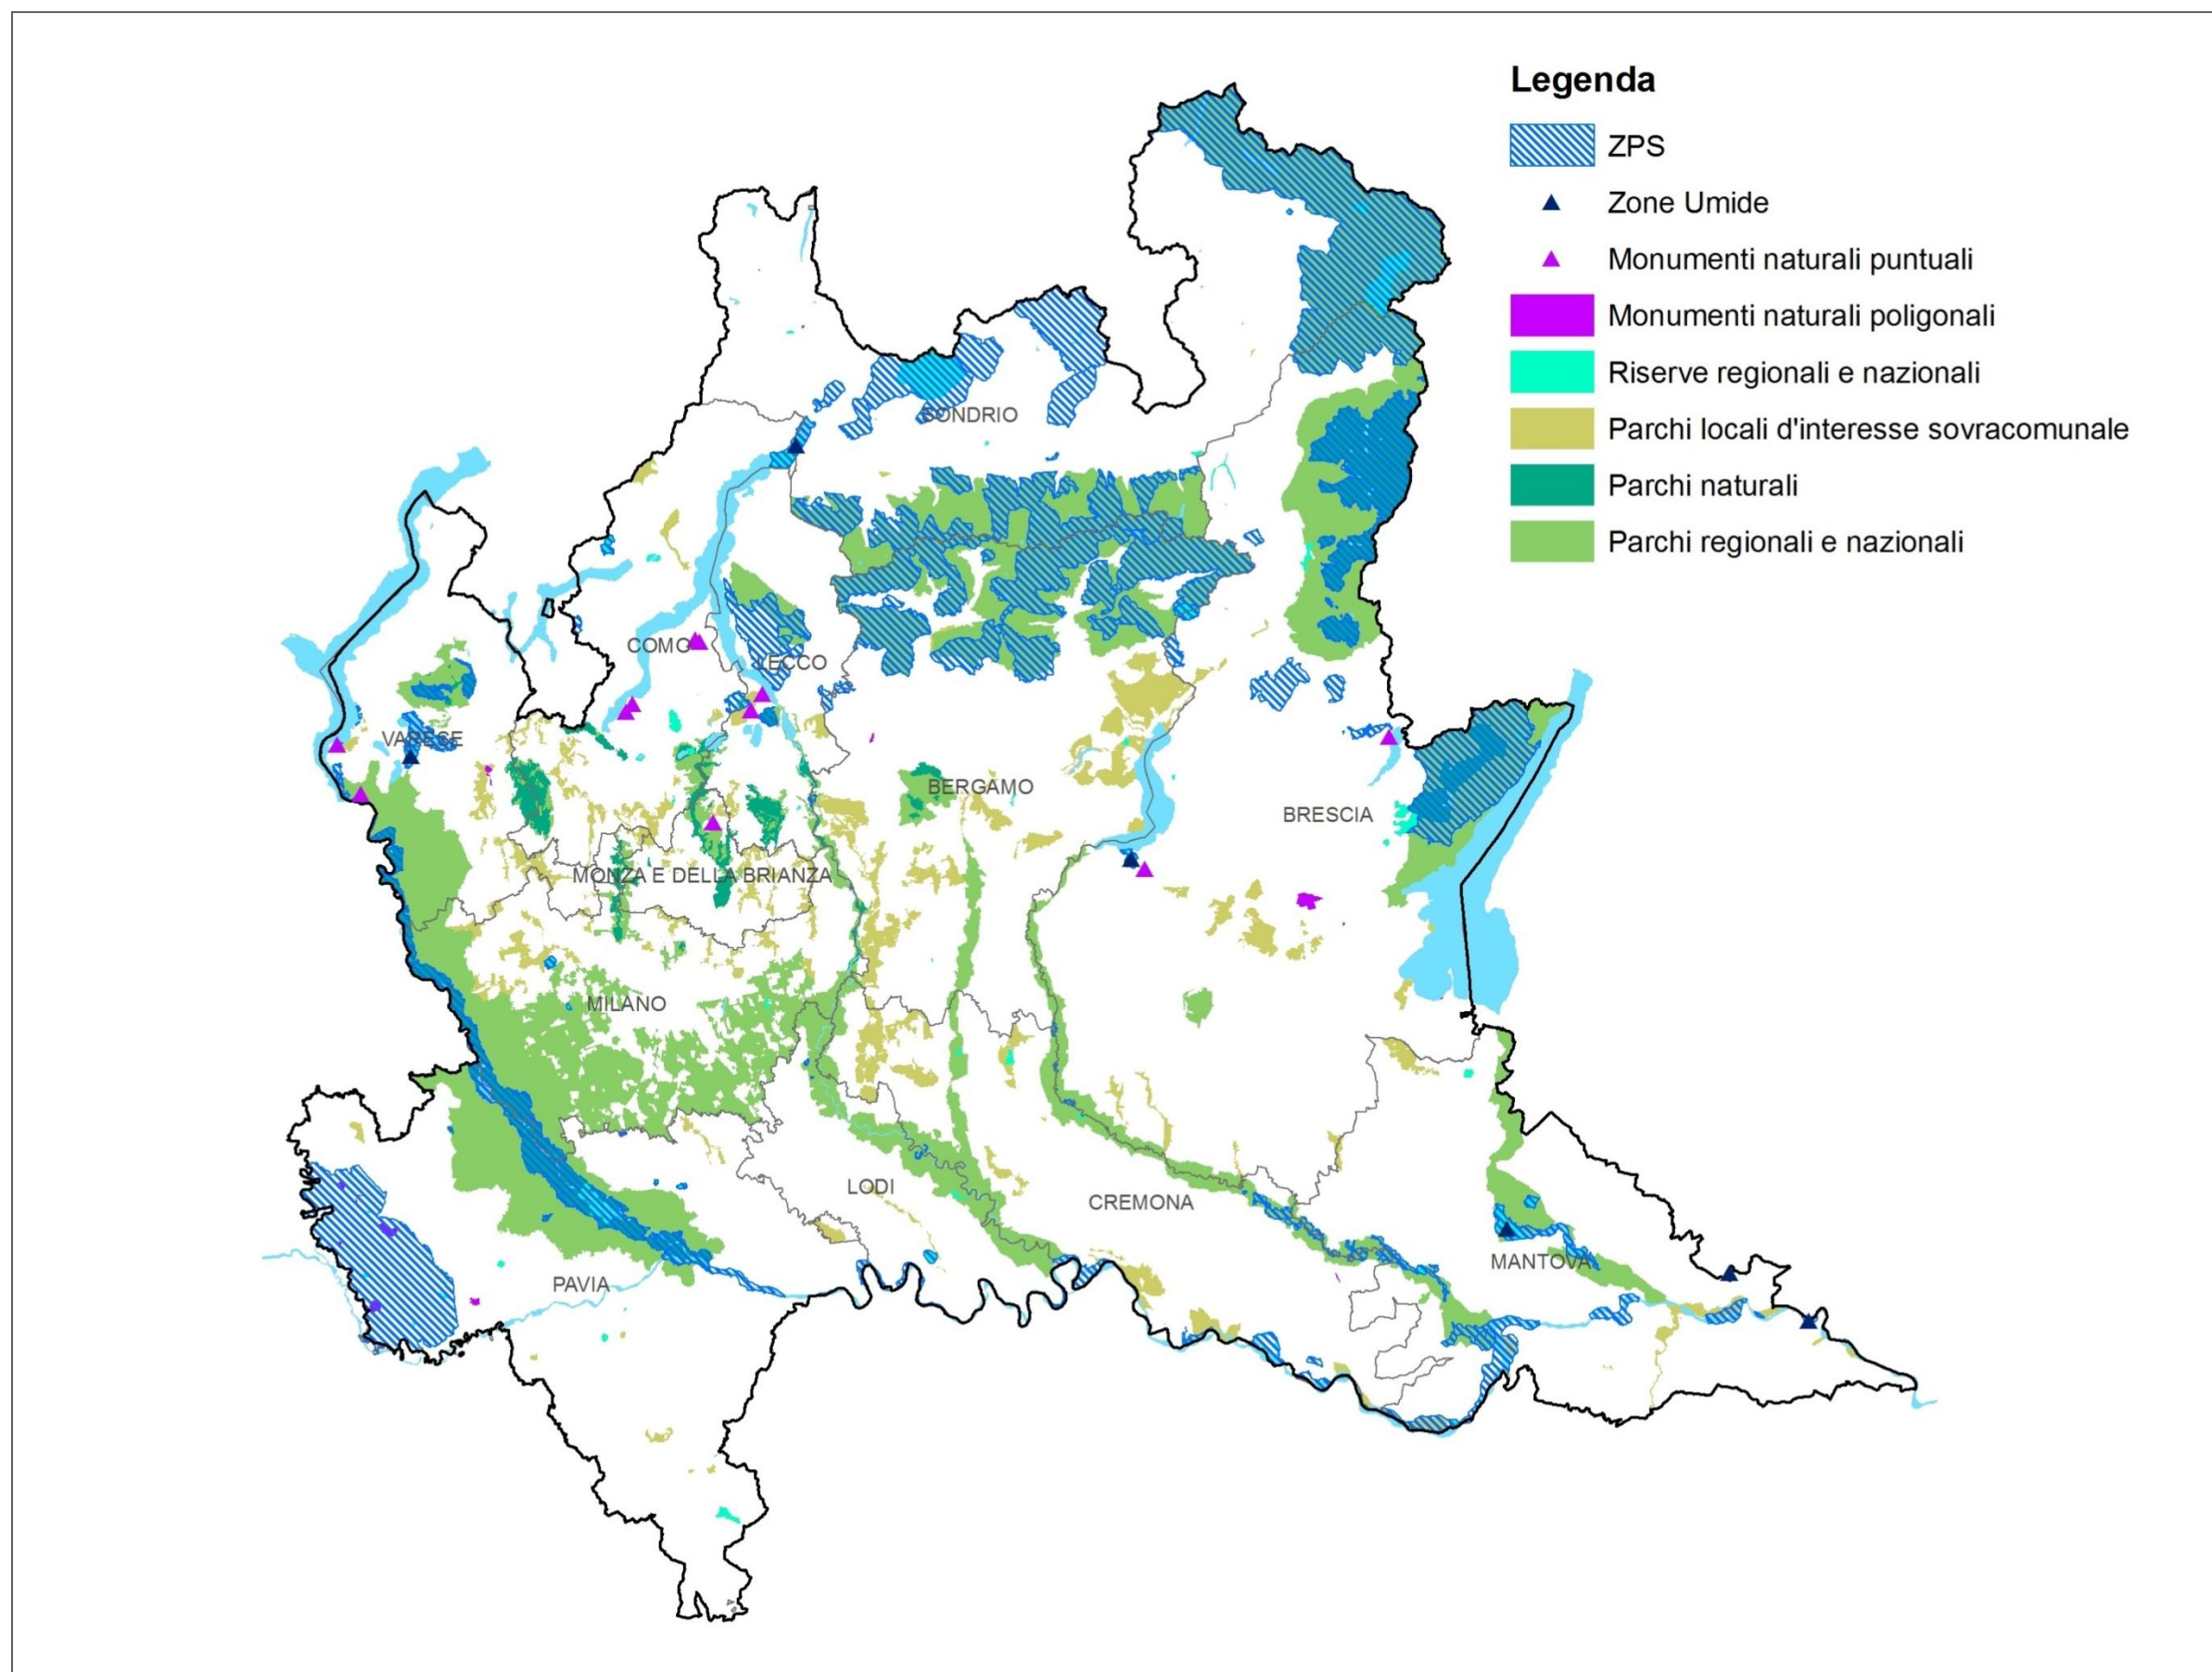 Legenda
ZPS
Zone Umide
Monumenti naturali puntuali
Monumenti naturali poligonali
Riserve regionali e nazionali
Parchi locali d'interesse sovracomunale
Parchi naturali
Parchi regionali e nazionali
SONDRIO
COMO
LECCO
VARESE
BERGAMO
BRESCIA
MONZA E DELLA BRIANZA
MILANO
LODI
CREMONA
MANTOVA
PAVIA